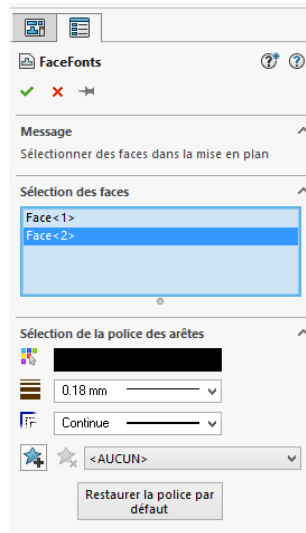 FaceFonts
Message
Sélectionner des faces dans la mise en plan
Sélection des faces
Face<1>
Face<2>
Sélection de la police des arêtes
0.18 mm
Continue
<AUCUN>
Restaurer la police par
défaut